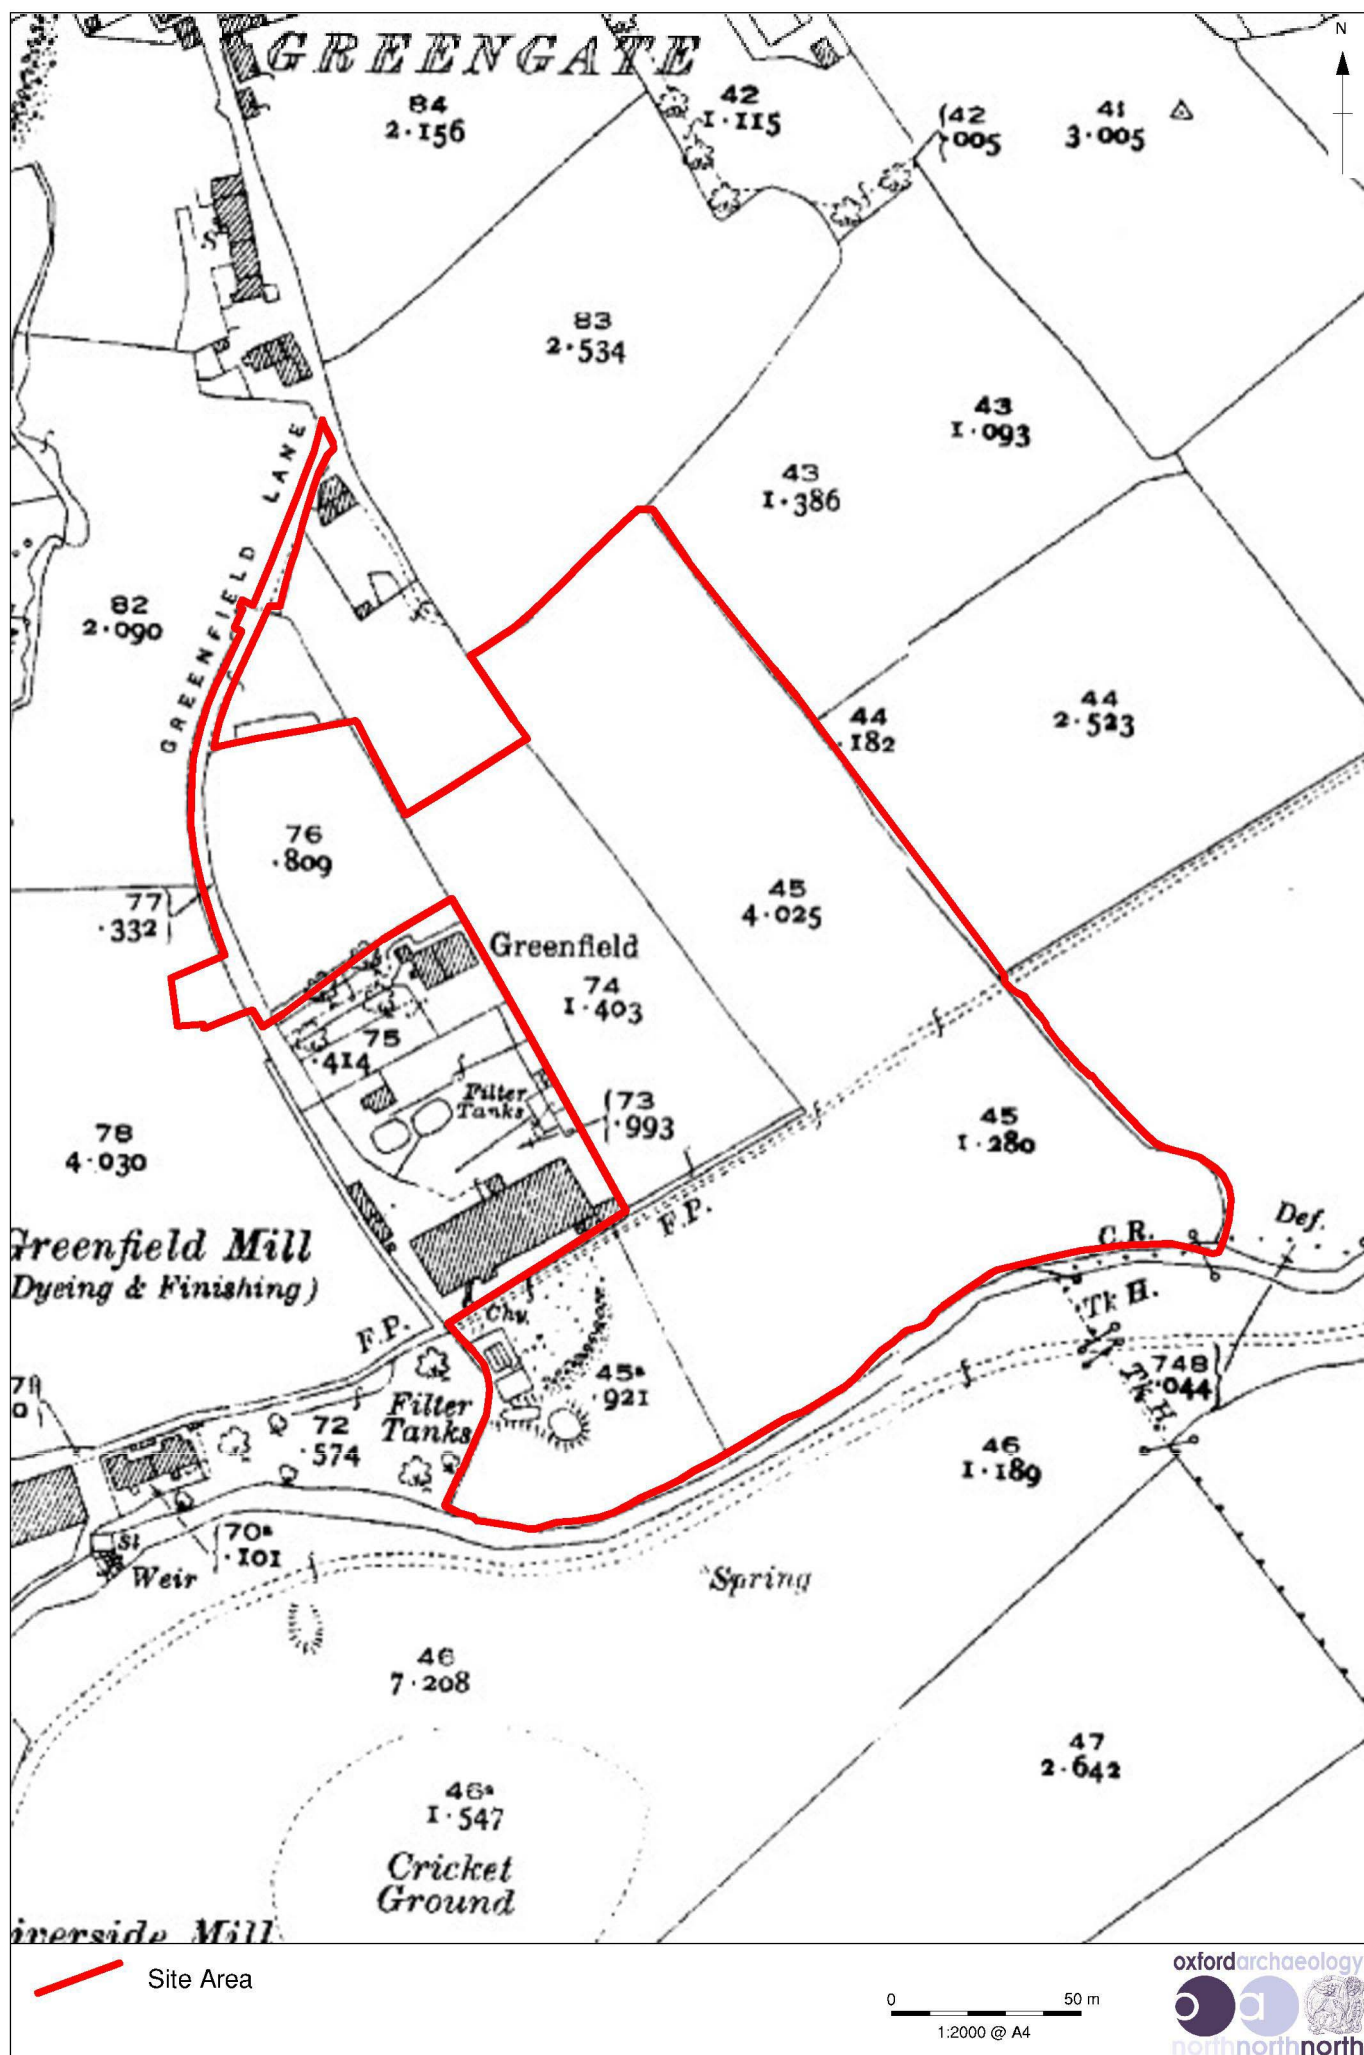 N
GREENGATE
84
2·156
42
1·115
(42
·005
41
3·005
S
83
2·534
43
1·093
43
1·386
GREENFIELD LANE
82
2·090
44
·182
44
2·523
76
·809
77
·332
45
4·025
Greenfield
74
1·403
75
·414
Filter
Tanks
(73
·993
78
4·030
45
1·280
F.P.
Def.
C.R.
Greenfield Mill
Dyeing & Finishing)
Tk H.
F.P.
Chy.
45ª
·921
Tk H.
748
·044
Filter
Tanks
72
·574
46
1·189
70ª
·101
St
Weir
Spring
46
7·208
47
2·642
46ª
1·547
Cricket
Ground
iverside Mill
Site Area
0 50 m
1:2000 @ A4
oxfordarchaeology
northnorthnorth